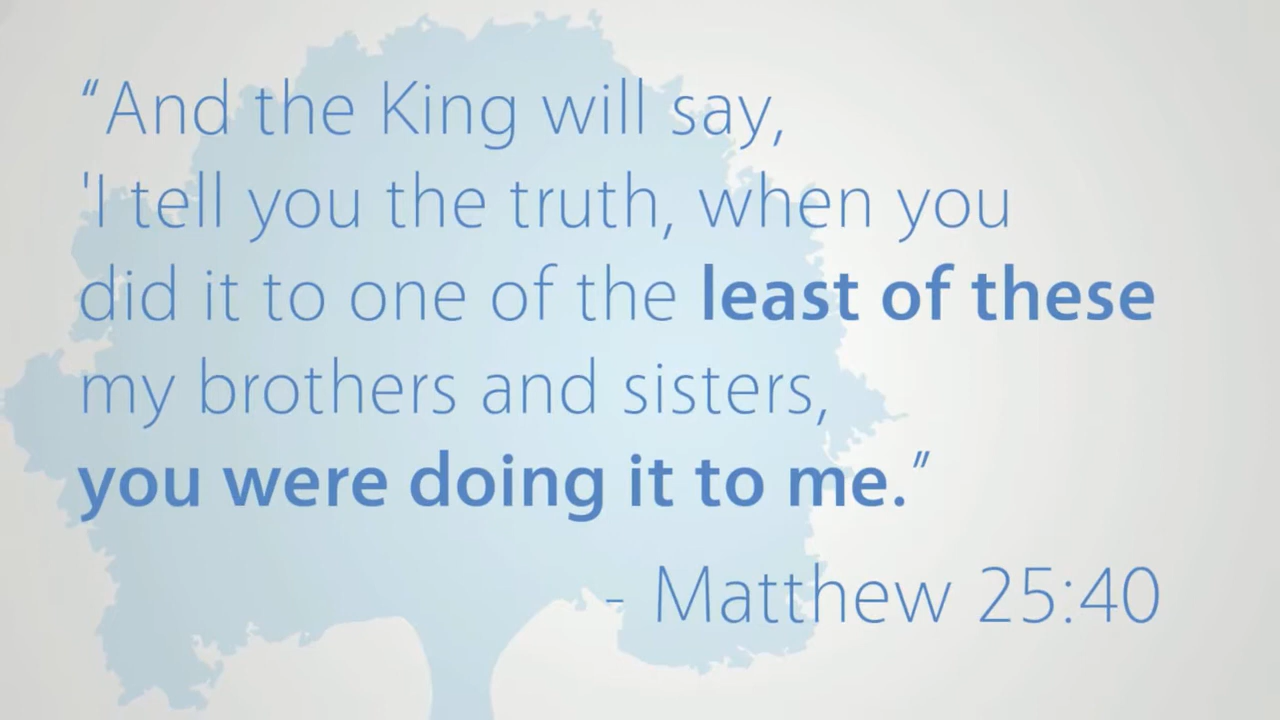 “And the King will say,
'I tell you the truth, when you
did it to one of the least of these
my brothers and sisters,
you were doing it to me.”
- Matthew 25:40